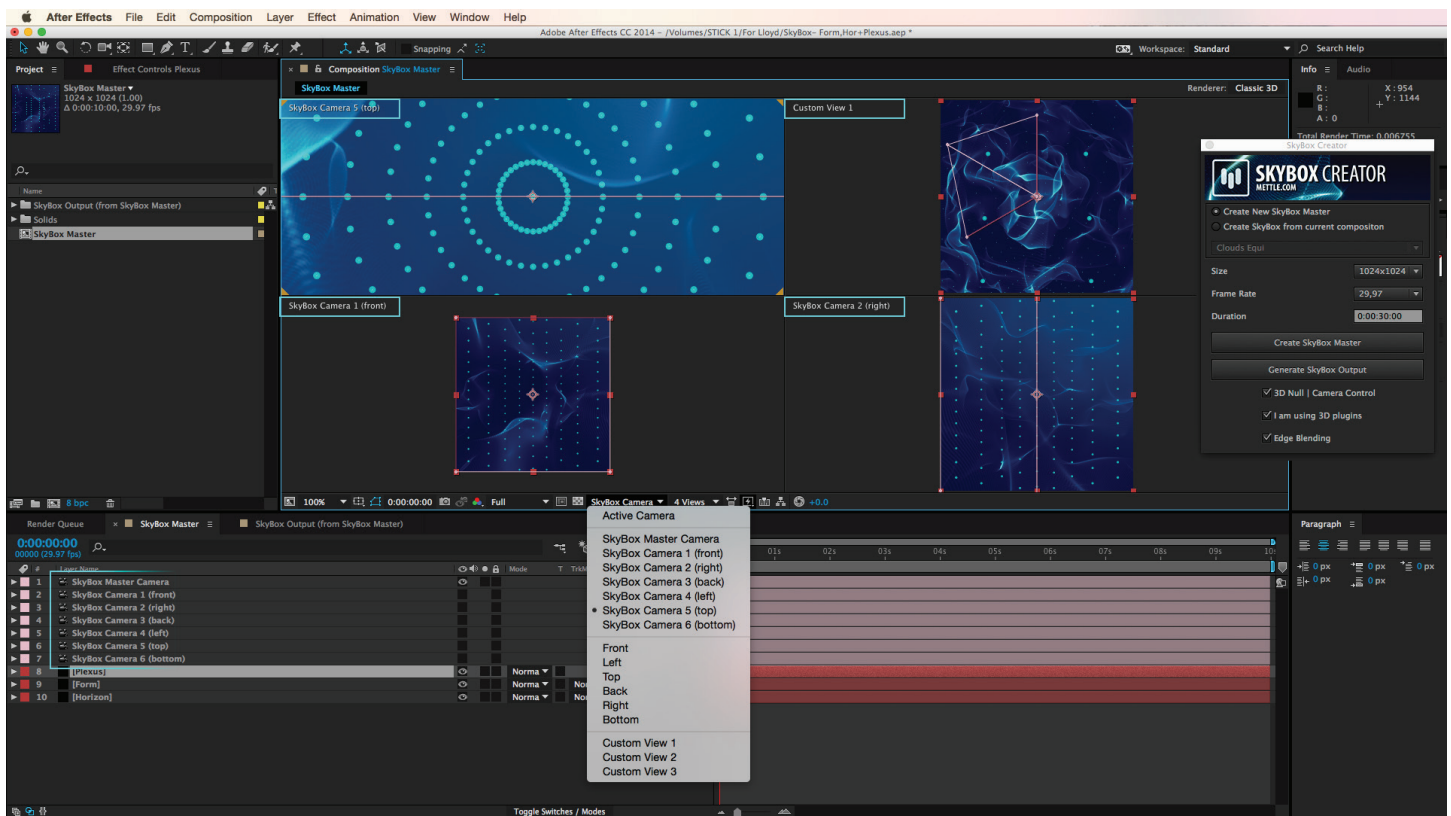 After Effects File Edit Composition Layer Effect Animation View Window Help
Adobe After Effects CC 2014 - /Volumes/STICK 1/For Lloyd/SkyBox- Form,Hor+Plexus.aep *
Snapping
Workspace: Standard
Search Help
Project
Effect Controls Plexus
Composition SkyBox Master
Info
Audio
SkyBox Master
1024 x 1024 (1.00)
Δ 0:00:10:00, 29.97 fps
SkyBox Master
Renderer: Classic 3D
R :
G :
B :
A : 0
X : 954
Y : 1144
Total Render Time: 0.006755
SkyBox Camera 5 (top)
Custom View 1
SkyBox Camera 1 (front)
SkyBox Camera 2 (right)
Name
SkyBox Output (from SkyBox Master)
Solids
SkyBox Master
8 bpc
SkyBox Creator
SKYBOX CREATOR
METTLE.COM
Create New SkyBox Master
Create SkyBox from current compositon
Clouds Equi
Size 1024x1024
Frame Rate 29,97
Duration 0:00:30:00
Create SkyBox Master
Generate SkyBox Output
3D Null | Camera Control
I am using 3D plugins
Edge Blending
100%
0:00:00:00
Full
SkyBox Camera
4 Views
+0.0
Active Camera
SkyBox Master Camera
SkyBox Camera 1 (front)
SkyBox Camera 2 (right)
SkyBox Camera 3 (back)
SkyBox Camera 4 (left)
SkyBox Camera 5 (top)
SkyBox Camera 6 (bottom)
Front
Left
Top
Back
Right
Bottom
Custom View 1
Custom View 2
Custom View 3
Render Queue
SkyBox Master
SkyBox Output (from SkyBox Master)
0:00:00:00
00000 (29.97 fps)
# Layer Name
Mode T TrkM
01s 02s 03s 04s 05s 06s 07s 08s 09s 10s
1 SkyBox Master Camera
2 SkyBox Camera 1 (front)
3 SkyBox Camera 2 (right)
4 SkyBox Camera 3 (back)
5 SkyBox Camera 4 (left)
6 SkyBox Camera 5 (top)
7 SkyBox Camera 6 (bottom)
8 [Plexus] Norma
9 [Form] Norma
10 [Horizon] Norma
Toggle Switches / Modes
Paragraph
0 px 0 px 0 px
0 px 0 px